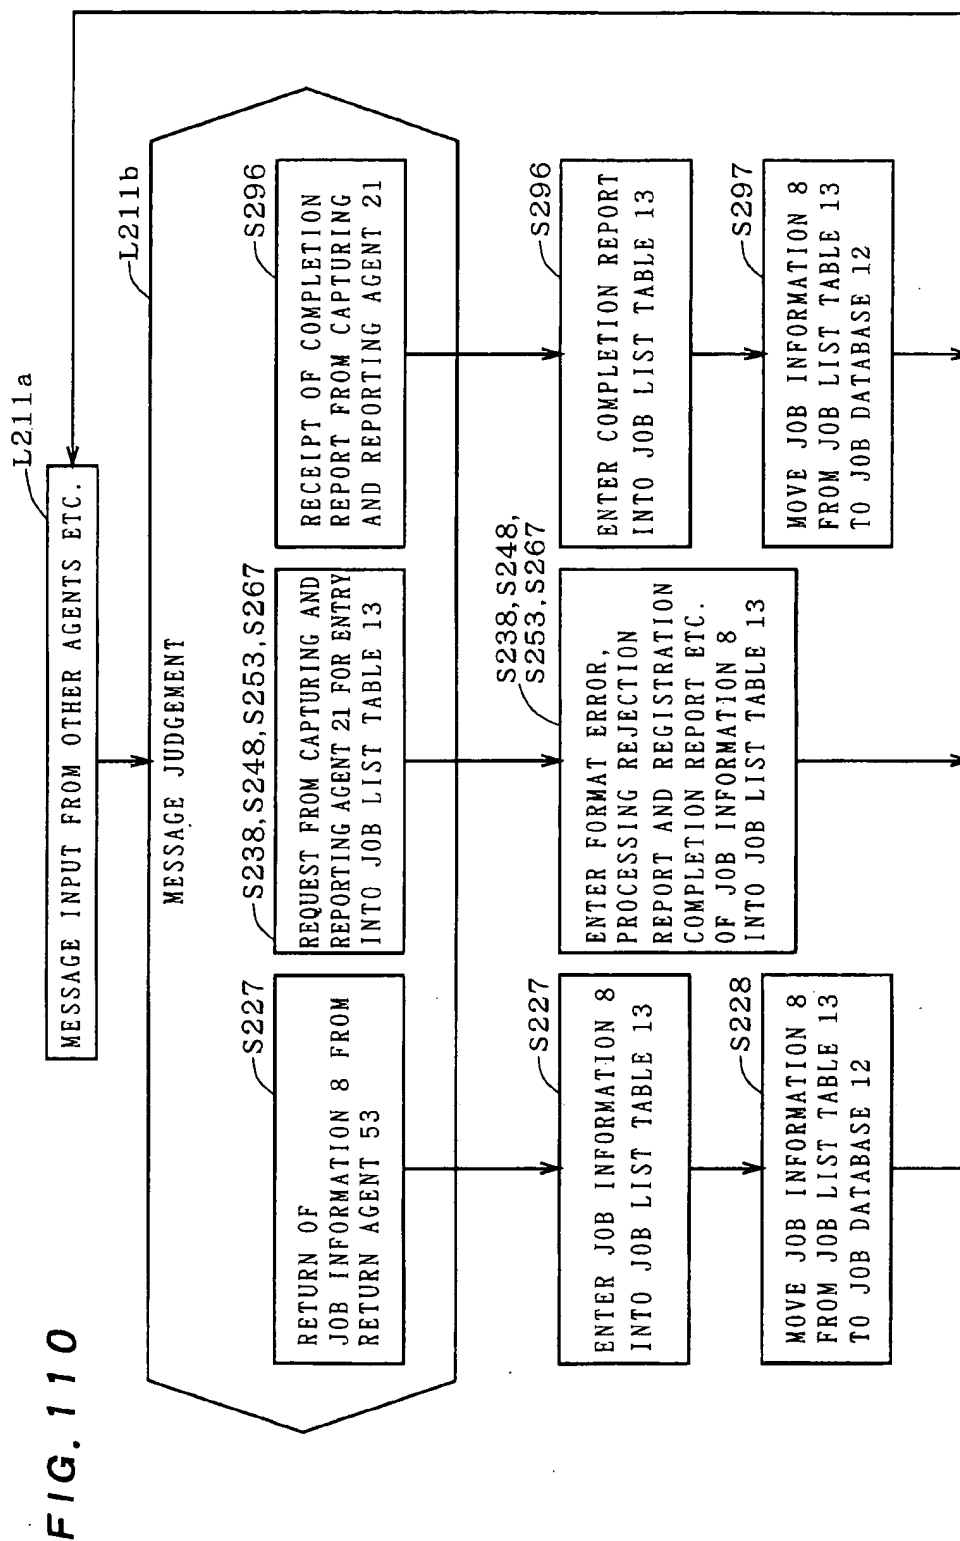 FIG. 110
L211a
MESSAGE INPUT FROM OTHER AGENTS ETC.
L211b
MESSAGE JUDGEMENT
S227
RETURN OF
JOB INFORMATION 8 FROM
RETURN AGENT 53
S238,S248,S253,S267
REQUEST FROM CAPTURING AND
REPORTING AGENT 21 FOR ENTRY
INTO JOB LIST TABLE 13
S296
RECEIPT OF COMPLETION
REPORT FROM CAPTURING
AND REPORTING AGENT 21
S227
ENTER JOB INFORMATION 8
INTO JOB LIST TABLE 13
S238,S248,
S253,S267
ENTER FORMAT ERROR,
PROCESSING REJECTION
REPORT AND REGISTRATION
COMPLETION REPORT ETC.
OF JOB INFORMATION 8
INTO JOB LIST TABLE 13
S296
ENTER COMPLETION REPORT
INTO JOB LIST TABLE 13
S228
MOVE JOB INFORMATION 8
FROM JOB LIST TABLE 13
TO JOB DATABASE 12
S297
MOVE JOB INFORMATION 8
FROM JOB LIST TABLE 13
TO JOB DATABASE 12